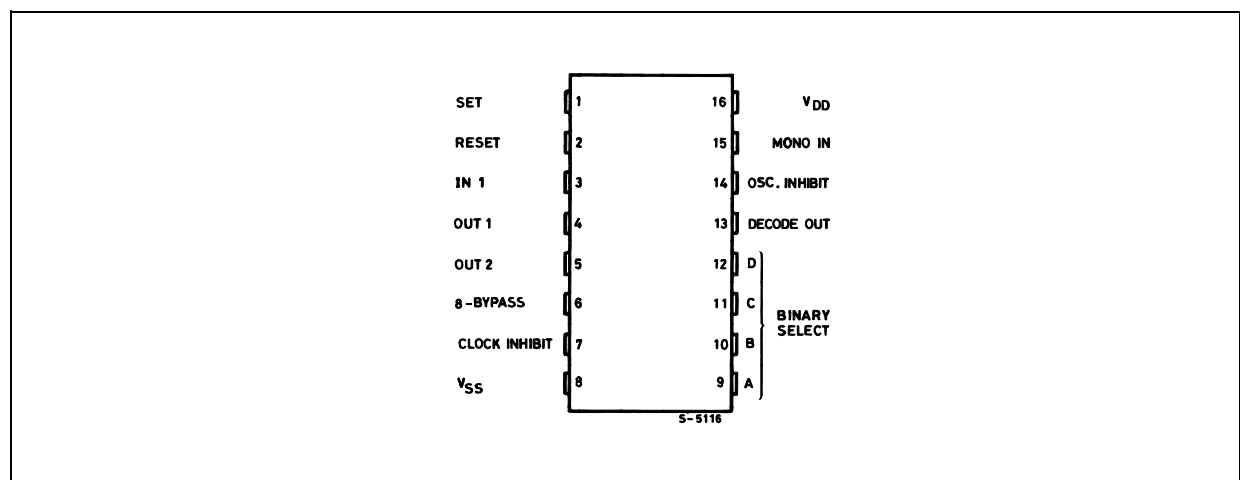 SET 1 16 VDD
RESET 2 15 MONO IN
IN 1 3 14 OSC. INHIBIT
OUT 1 4 13 DECODE OUT
OUT 2 5 12 D
8-BYPASS 6 11 C
BINARY
SELECT
CLOCK INHIBIT 7 10 B
VSS 8 9 A
S-5116